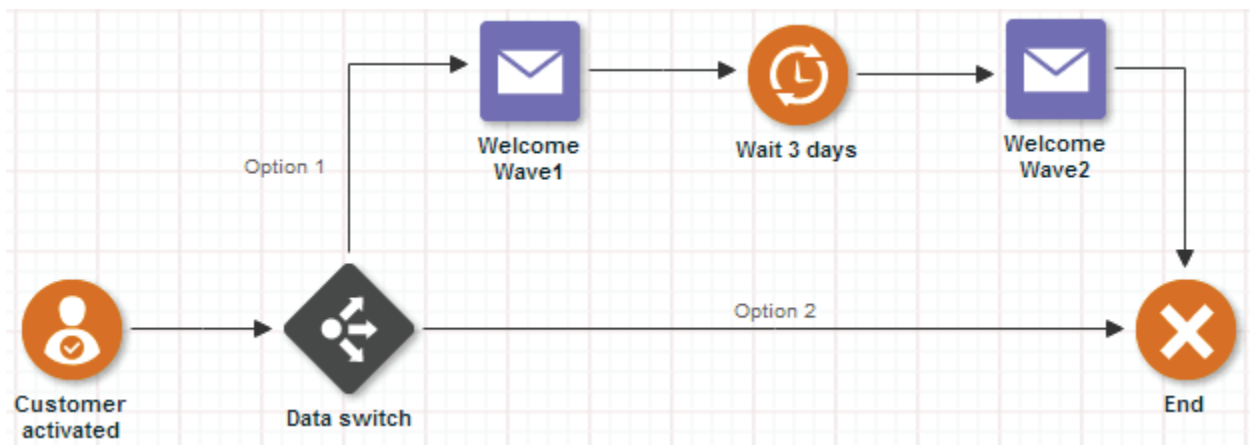 Welcome
Wave1
Wait 3 days
Welcome
Wave2
Option 1
Option 2
Customer
activated
Data switch
End